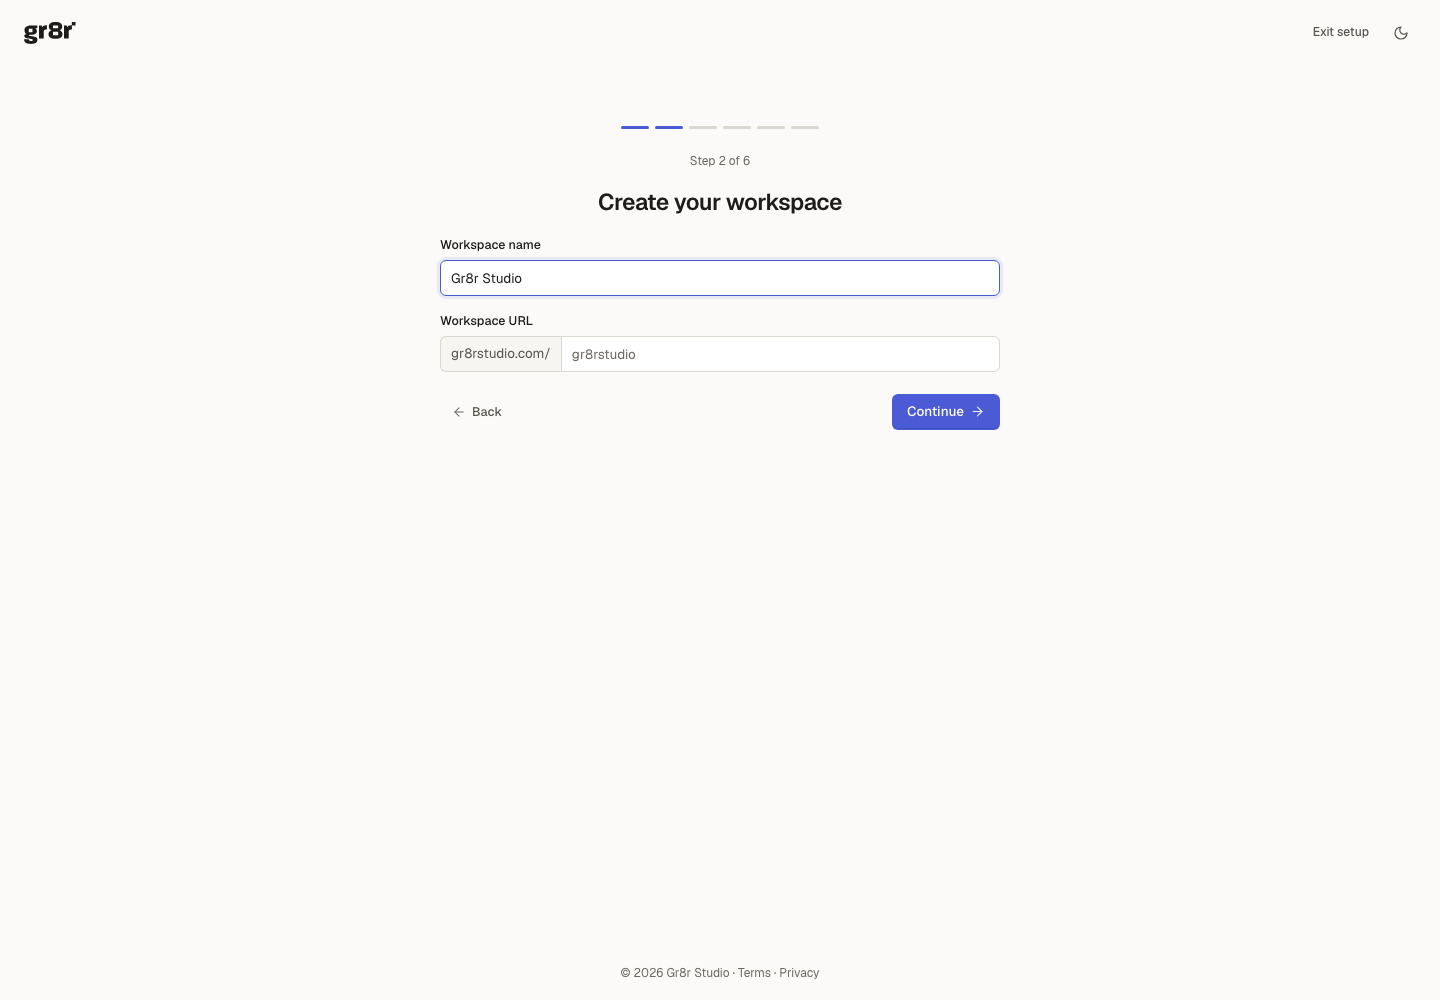 gr8r
Exit setup
Step 2 of 6
Create your workspace
Workspace name
Gr8r Studio
Workspace URL
gr8rstudio.com/ gr8rstudio
Back
Continue
© 2026 Gr8r Studio · Terms · Privacy